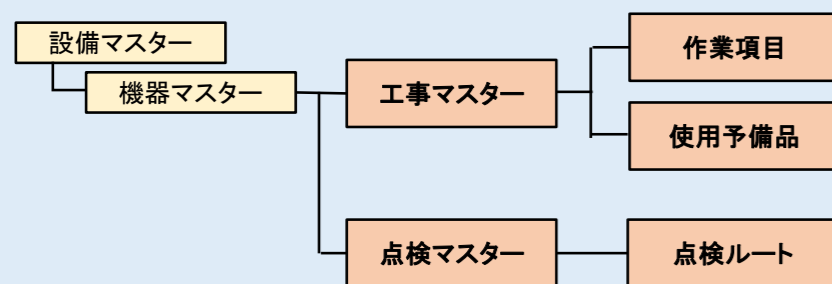 設備マスター
機器マスター
工事マスター
作業項目
使用予備品
点検マスター
点検ルート